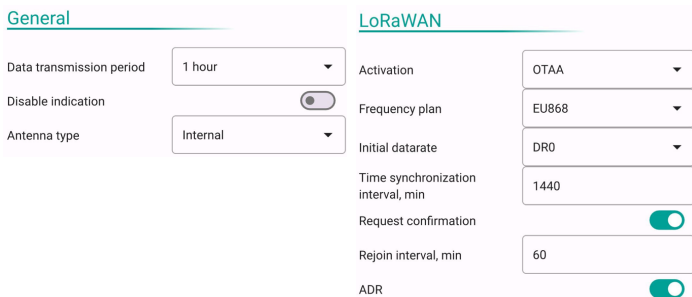 General
Data transmission period 1 hour
Disable indication
Antenna type Internal
LoRaWAN
Activation OTAA
Frequency plan EU868
Initial datarate DR0
Time synchronization
interval, min 1440
Request confirmation
Rejoin interval, min 60
ADR